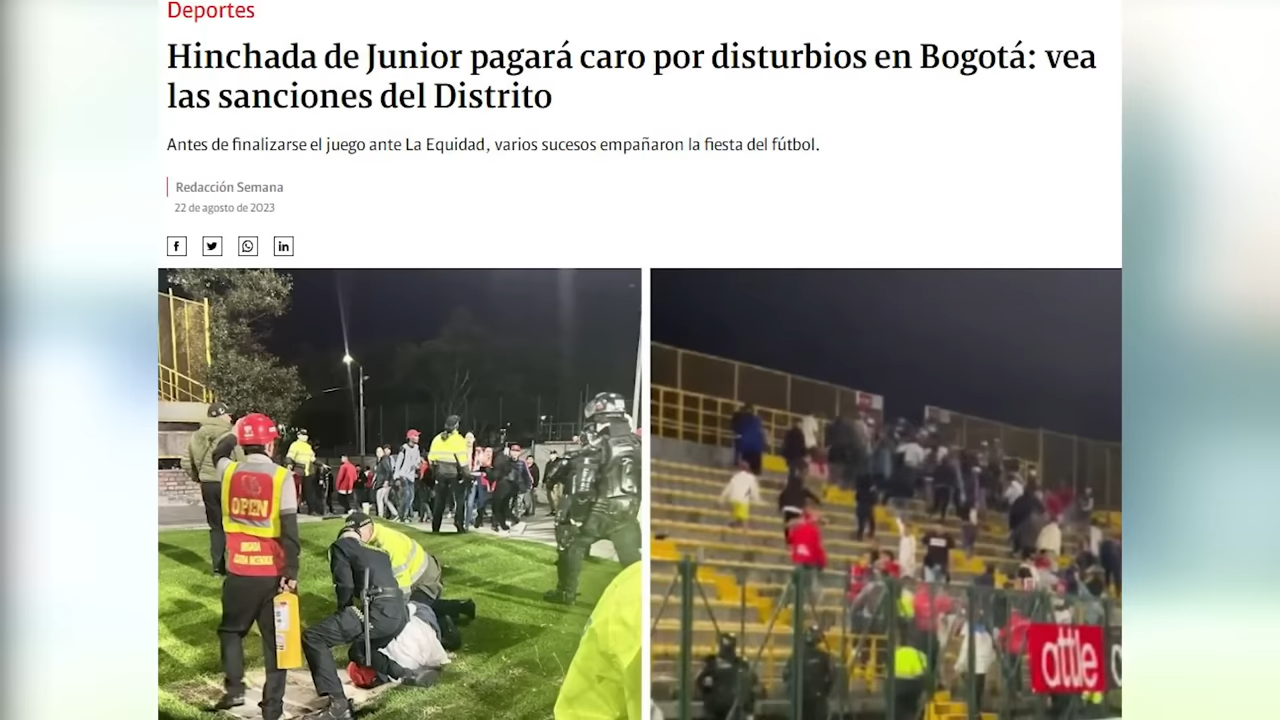 Deportes
Hinchada de Junior pagará caro por disturbios en Bogotá: vea
las sanciones del Distrito
Antes de finalizarse el juego ante La Equidad, varios sucesos empañaron la fiesta del fútbol.
Redacción Semana
22 de agosto de 2023
f in
OPEN
attle